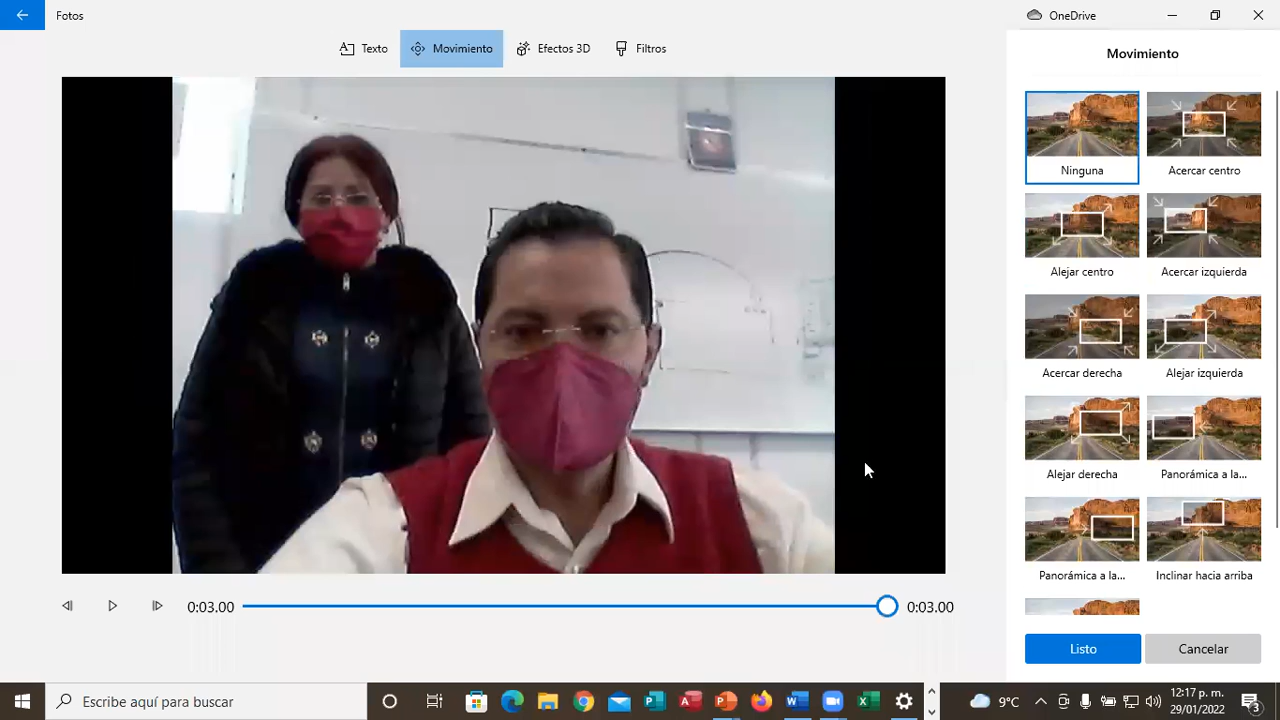 Fotos
OneDrive
Texto
Movimiento
Efectos 3D
Filtros
Movimiento
Ninguna
Acercar centro
Alejar centro
Acercar izquierda
Acercar derecha
Alejar izquierda
Alejar derecha
Panorámica a la...
Panorámica a la...
Inclinar hacia arriba
0:03.00
0:03.00
Listo
Cancelar
Escribe aquí para buscar
9°C
12:17 p. m.
29/01/2022
3